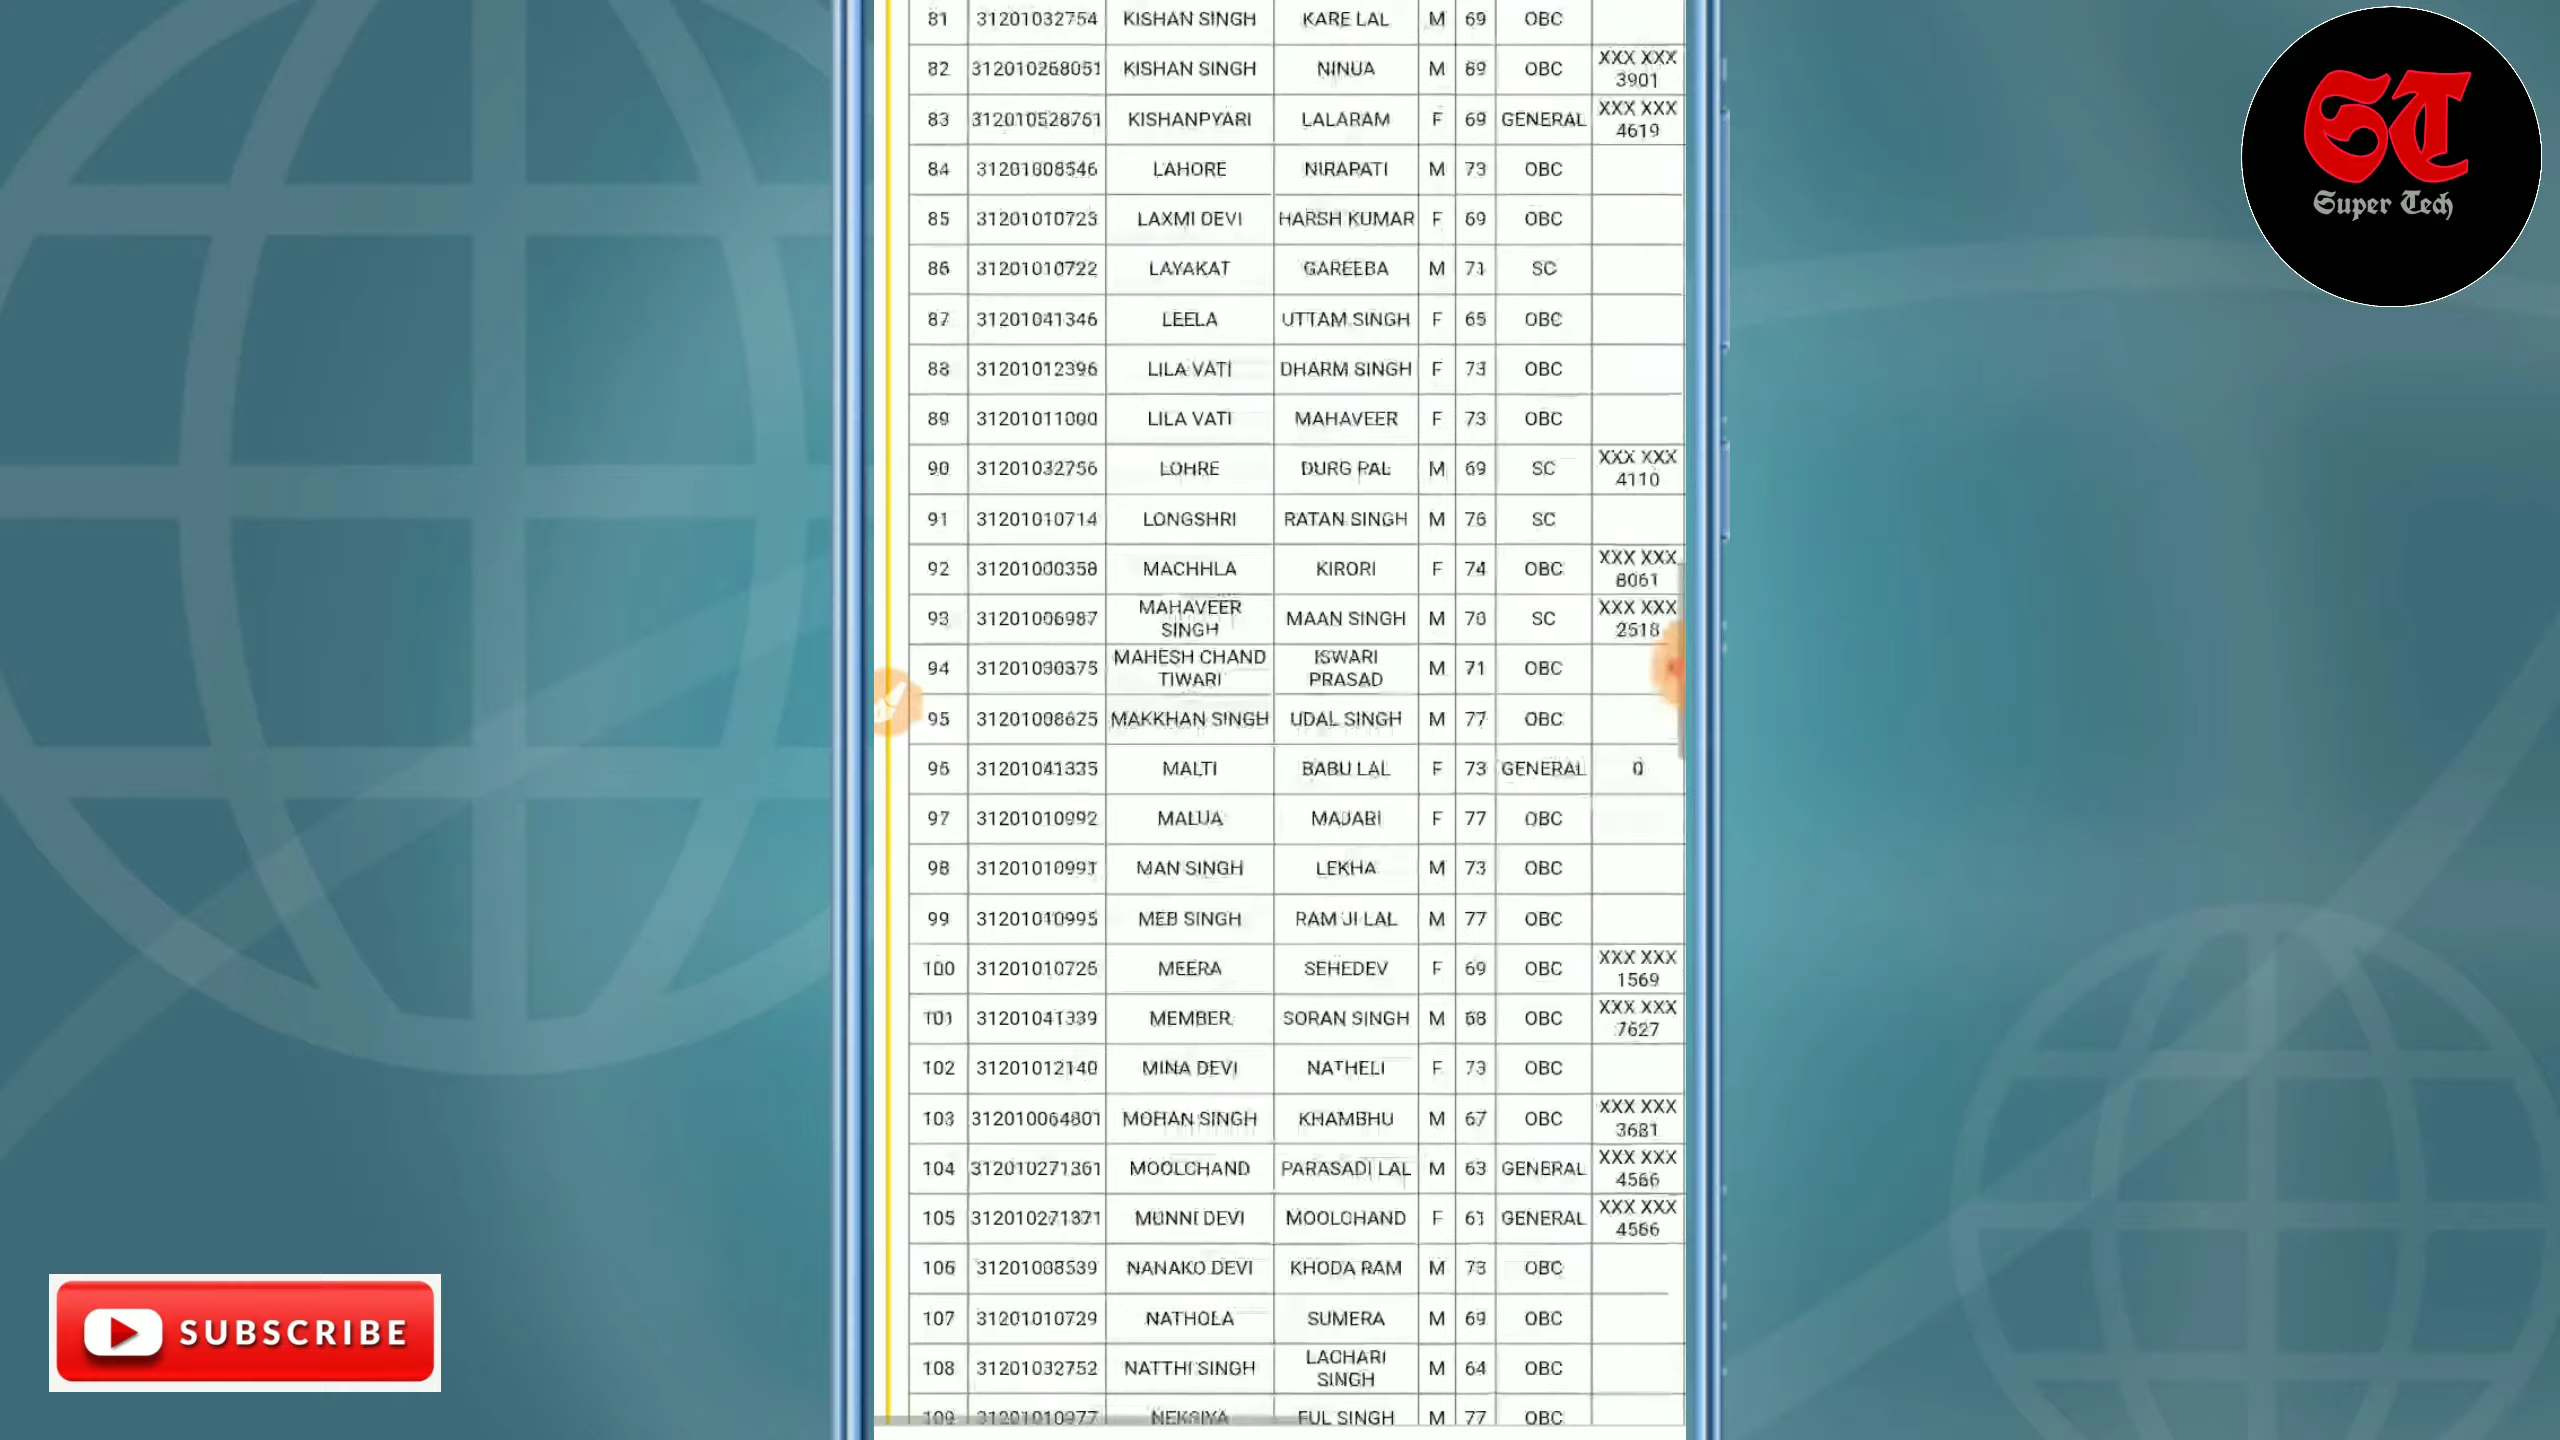 81 31201032754 KISHAN SINGH KARE LAL M 69 OBC
82 312010268051 KISHAN SINGH NINUA M 69 OBC XXX XXX 3901
83 312010528761 KISHANPYARI LALARAM F 69 GENERAL XXX XXX 4619
84 31201008546 LAHORE NIRAPATI M 73 OBC
85 31201010723 LAXMI DEVI HARSH KUMAR F 69 OBC
86 31201010722 LAYAKAT GAREEBA M 71 SC
87 31201041346 LEELA UTTAM SINGH F 65 OBC
88 31201012396 LILA VATI DHARM SINGH F 73 OBC
89 31201011000 LILA VATI MAHAVEER F 73 OBC
90 31201032756 LOHRE DURG PAL M 69 SC XXX XXX 4110
91 31201010714 LONGSHRI RATAN SINGH M 76 SC
92 31201000358 MACHHLA KIRORI F 74 OBC XXX XXX 8061
93 31201006987 MAHAVEER SINGH MAAN SINGH M 70 SC XXX XXX 2518
94 MAHESH CHAND TIWARI ISWARI PRASAD M 71 OBC
95 31201008625 MAKKHAN SINGH UDAL SINGH M 77 OBC
96 31201041335 MALTI BABU LAL F 73 GENERAL 0
97 31201010992 MALUA MAJARI F 77 OBC
98 31201010991 MAN SINGH LEKHA M 73 OBC
99 31201010995 MEB SINGH RAM JI LAL M 77 OBC
100 31201010726 MEERA SEHEDEV F 69 OBC XXX XXX 1569
101 31201041339 MEMBER SORAN SINGH M 68 OBC XXX XXX 7627
102 31201012140 MINA DEVI NATHELI F 73 OBC
103 312010064801 MOHAN SINGH KHAMBHU M 67 OBC XXX XXX 3681
104 312010271361 MOOLCHAND PARASADI LAL M 63 GENERAL XXX XXX 4566
105 312010271371 MUNNI DEVI MOOLCHAND F 61 GENERAL XXX XXX 4566
106 31201008539 NANAKO DEVI KHODA RAM M 73 OBC
107 31201010729 NATHOLA SUMERA M 69 OBC
108 31201032752 NATTHI SINGH LACHARI SINGH M 64 OBC
109 31201010977 NEKSIYA FUL SINGH M 77 OBC
ST
Super Tech
SUBSCRIBE